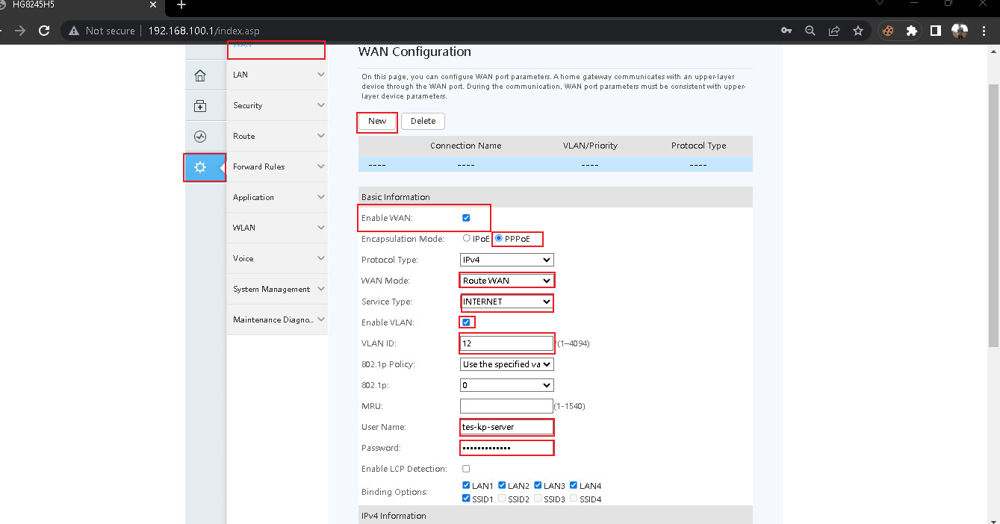 HG8245H5
Not secure
192.168.100.1/index.asp
WAN
LAN
Security
Route
Forward Rules
Application
WLAN
Voice
System Management
Maintenance Diagno...
WAN Configuration
On this page, you can configure WAN port parameters. A home gateway communicates with an upper-layer
device through the WAN port. During the communication, WAN port parameters must be consistent with upper-
layer device parameters.
New Delete
Connection Name VLAN/Priority Protocol Type
---- ---- ---- ----
Basic Information
Enable WAN:
Encapsulation Mode: IPoE PPPoE
Protocol Type: IPv4
WAN Mode: Route WAN
Service Type: INTERNET
Enable VLAN:
VLAN ID: 12 *(1–4094)
802.1p Policy: Use the specified va
802.1p: 0
MRU: (1-1540)
User Name: tes-kp-server
Password: •••••••••••••
Enable LCP Detection:
Binding Options: LAN1 LAN2 LAN3 LAN4
SSID1 SSID2 SSID3 SSID4
IPv4 Information